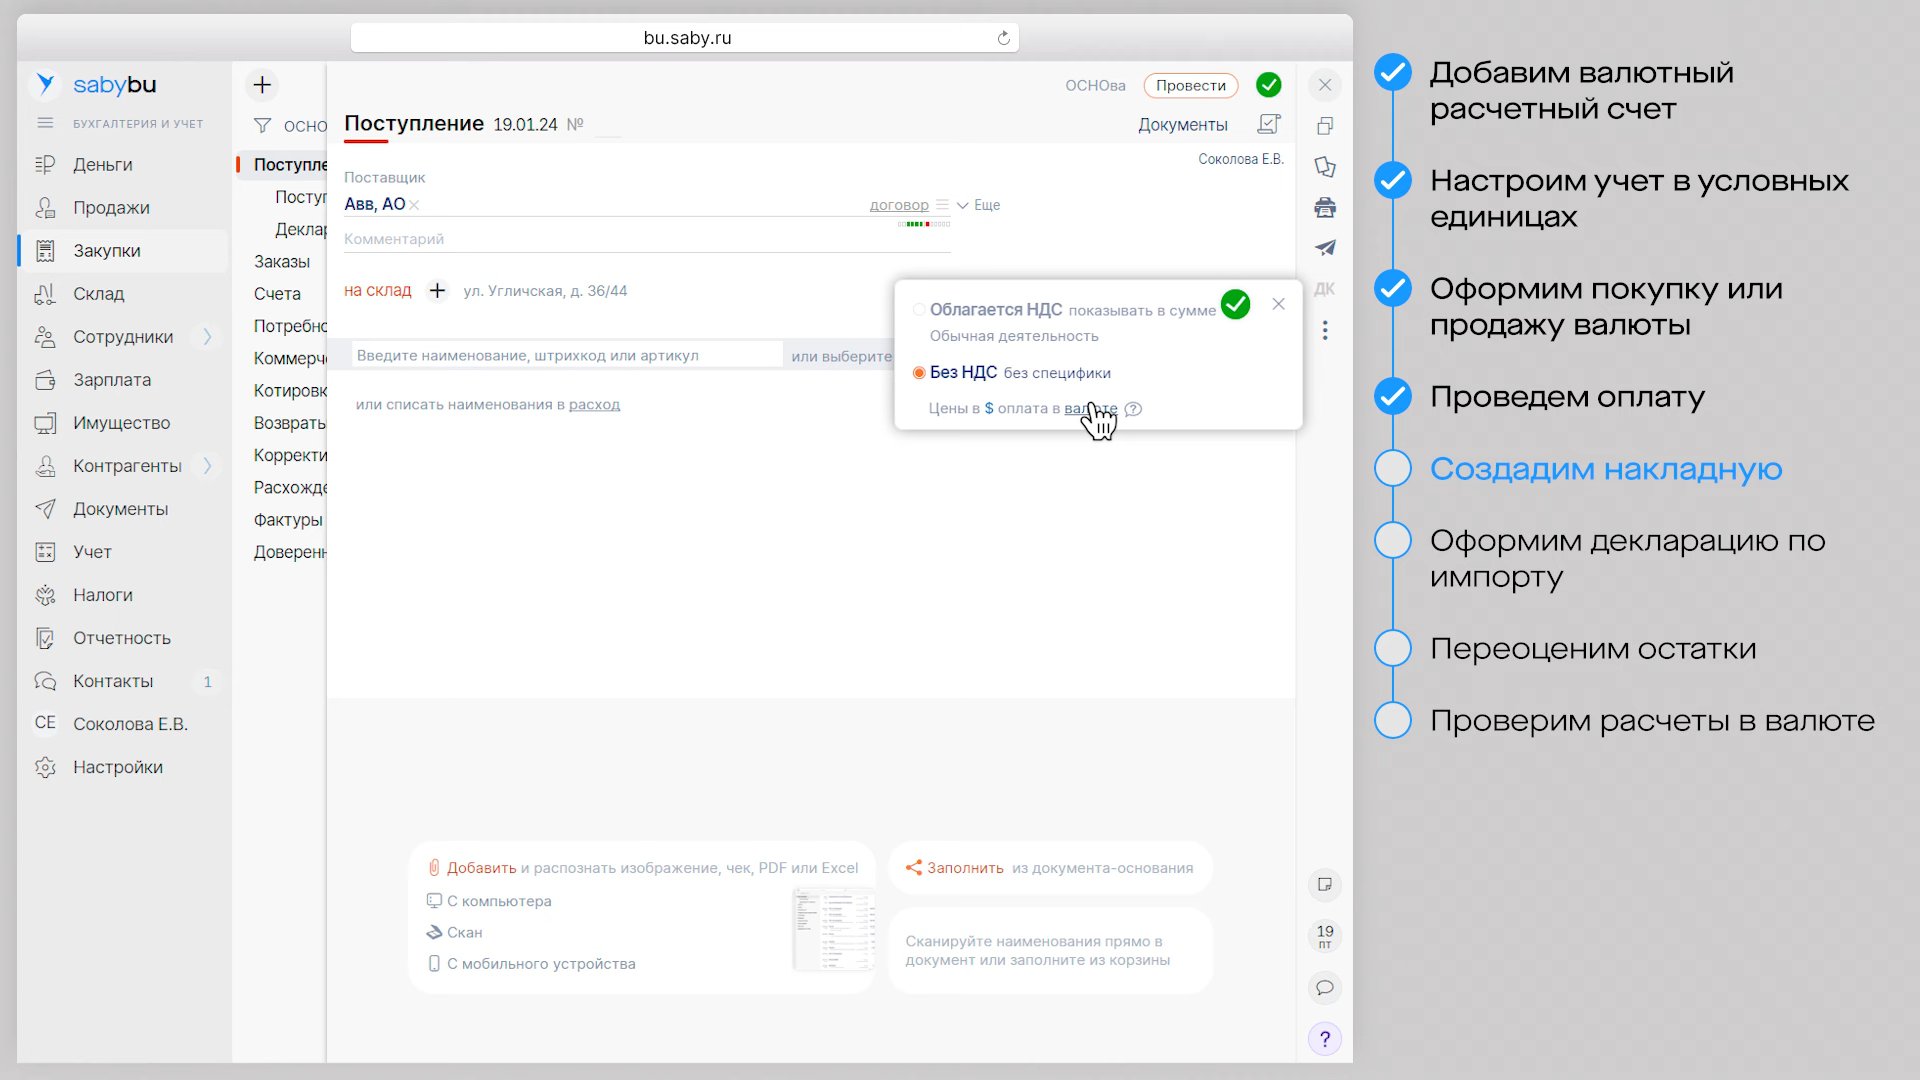 bu.saby.ru
sabybu
БУХГАЛТЕРИЯ И УЧЕТ
Деньги
Продажи
Закупки
Склад
Сотрудники
Зарплата
Имущество
Контрагенты
Документы
Учет
Налоги
Отчетность
Контакты 1
СЕ Соколова Е.В.
Настройки
ОСНО
Поступле
Поступ
Деклар
Заказы
Счета
Потребно
Коммерч
Котировк
Возвраты
Корректи
Расхожде
Фактуры
Доверенн
ОСНОва Провести
Поступление 19.01.24 № Документы
Соколова Е.В.
Поставщик
Авв, АО договор Еще
Комментарий
на склад + ул. Угличская, д. 36/44
Введите наименование, штрихкод или артикул или выберите
или списать наименования в расход
Облагается НДС показывать в сумме
Обычная деятельность
Без НДС без специфики
Цены в $ оплата в валюте ?
ДК
Добавить и распознать изображение, чек, PDF или Excel
С компьютера
Скан
С мобильного устройства
Заполнить из документа-основания
Сканируйте наименования прямо в
документ или заполните из корзины
19
ПТ
?
Добавим валютный
расчетный счет
Настроим учет в условных
единицах
Оформим покупку или
продажу валюты
Проведем оплату
Создадим накладную
Оформим декларацию по
импорту
Переоценим остатки
Проверим расчеты в валюте